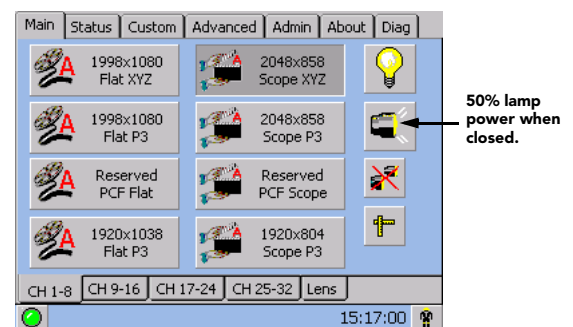 Main Status Custom Advanced Admin About Diag
1998x1080
Flat XYZ
2048x858
Scope XYZ
1998x1080
Flat P3
2048x858
Scope P3
50% lamp
power when
closed.
Reserved
PCF Flat
Reserved
PCF Scope
1920x1038
Flat P3
1920x804
Scope P3
CH 1-8 CH 9-16 CH 17-24 CH 25-32 Lens
15:17:00